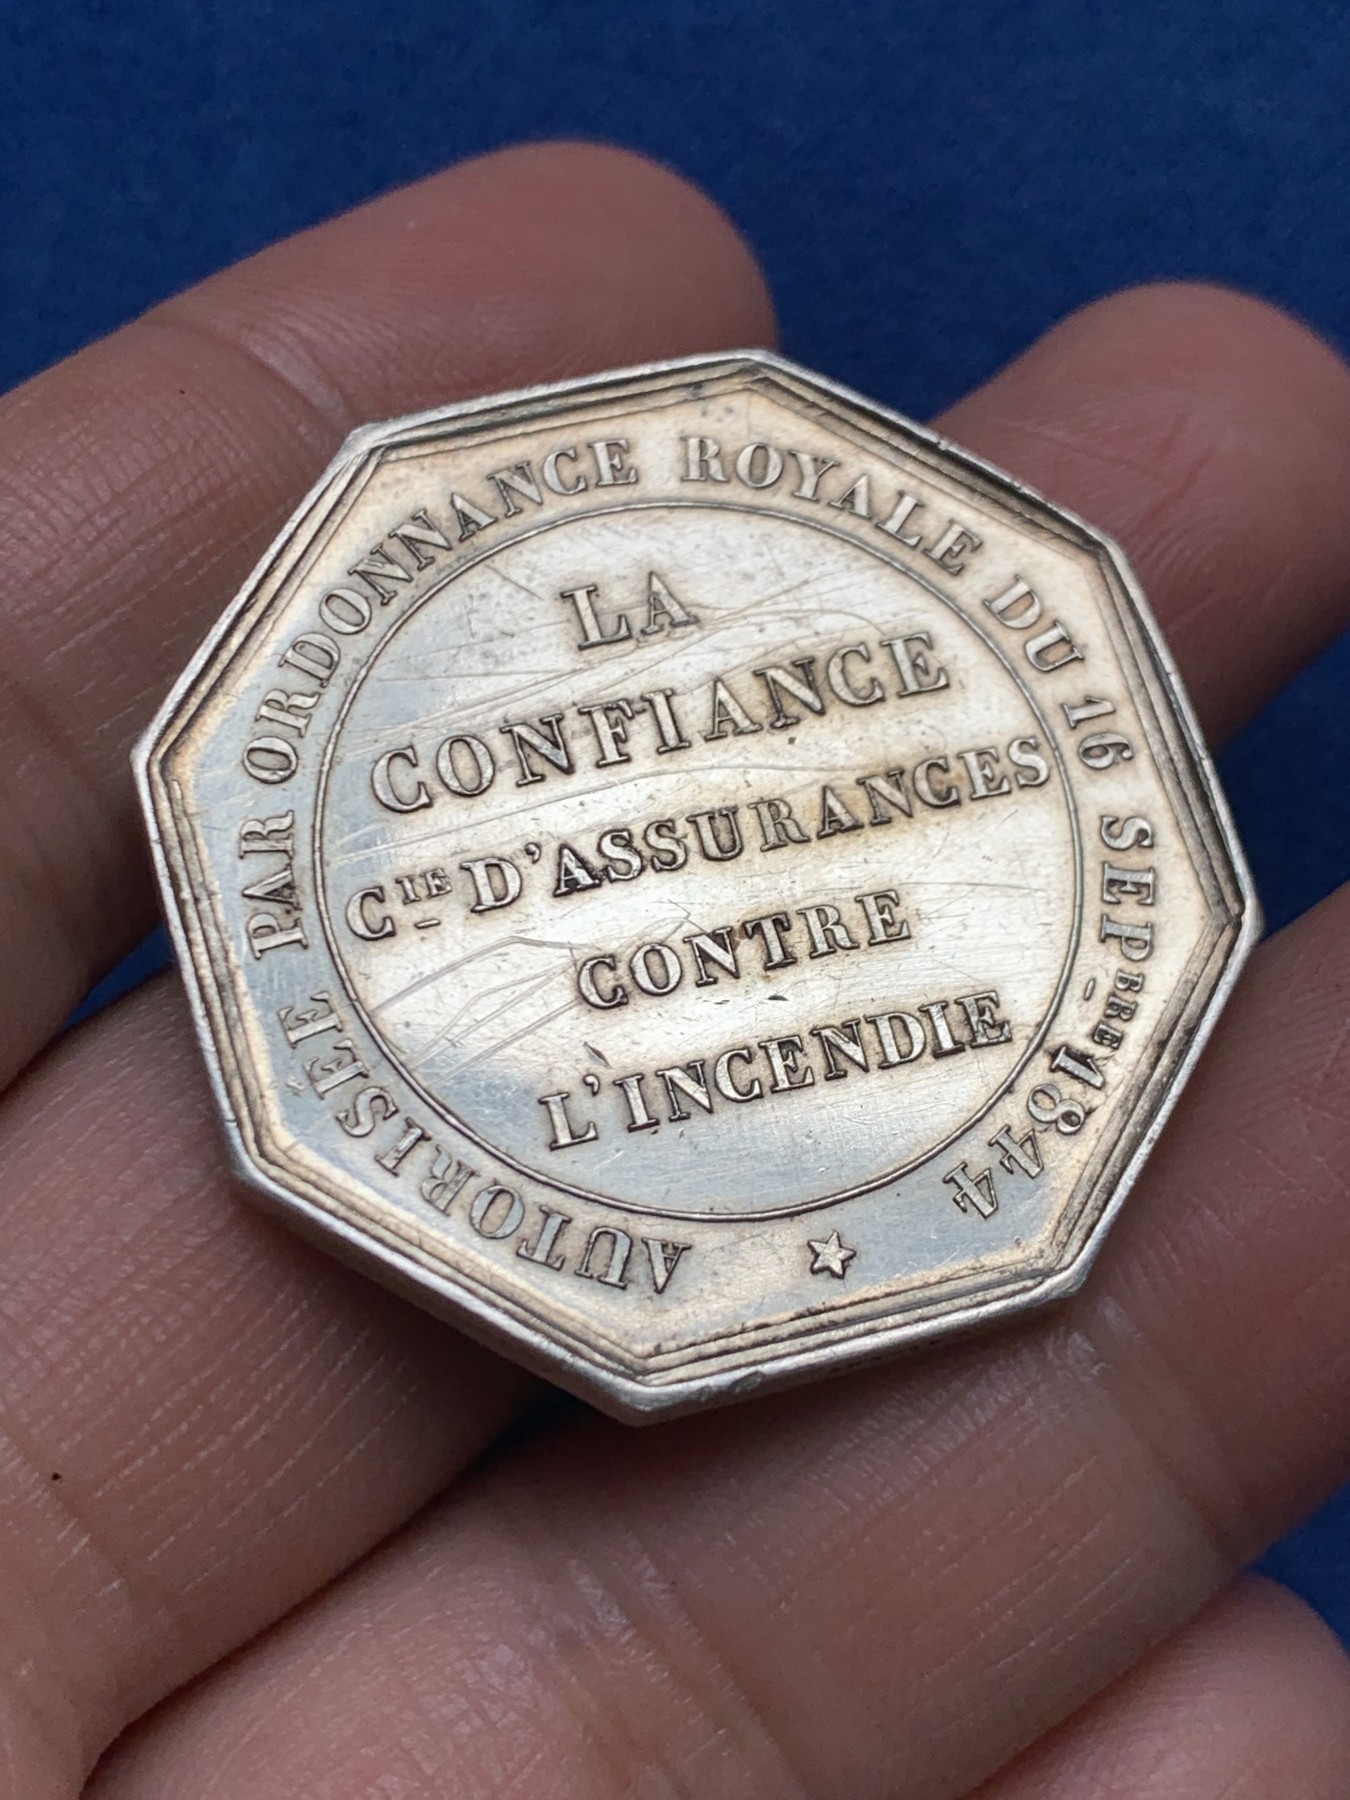 AUTORISÉE PAR ORDONNANCE ROYALE DU 16 SEPBRE 1844
LA
CONFIANCE
CIE D'ASSURANCES
CONTRE
L'INCENDIE